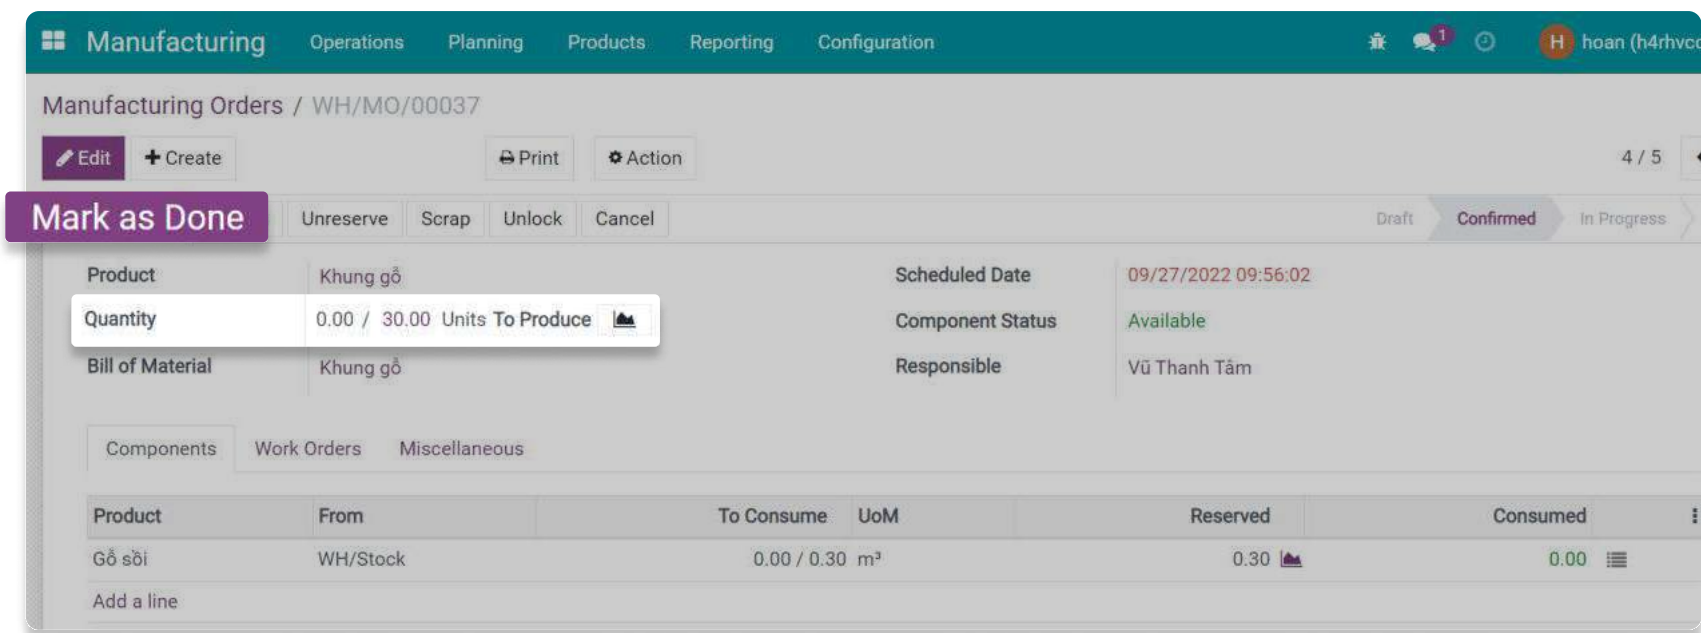 Manufacturing Operations Planning Products Reporting Configuration 1 H hoan (h4rhvcc
Manufacturing Orders / WH/MO/00037
Edit + Create Print Action 4 / 5
Mark as Done Unreserve Scrap Unlock Cancel Draft Confirmed In Progress
Product Khung gỗ Scheduled Date 09/27/2022 09:56:02
Quantity 0.00 / 30.00 Units To Produce Component Status Available
Bill of Material Khung gỗ Responsible Vũ Thanh Tâm
Components Work Orders Miscellaneous
Product From To Consume UoM Reserved Consumed
Gỗ sồi WH/Stock 0.00 / 0.30 m³ 0.30 0.00
Add a line